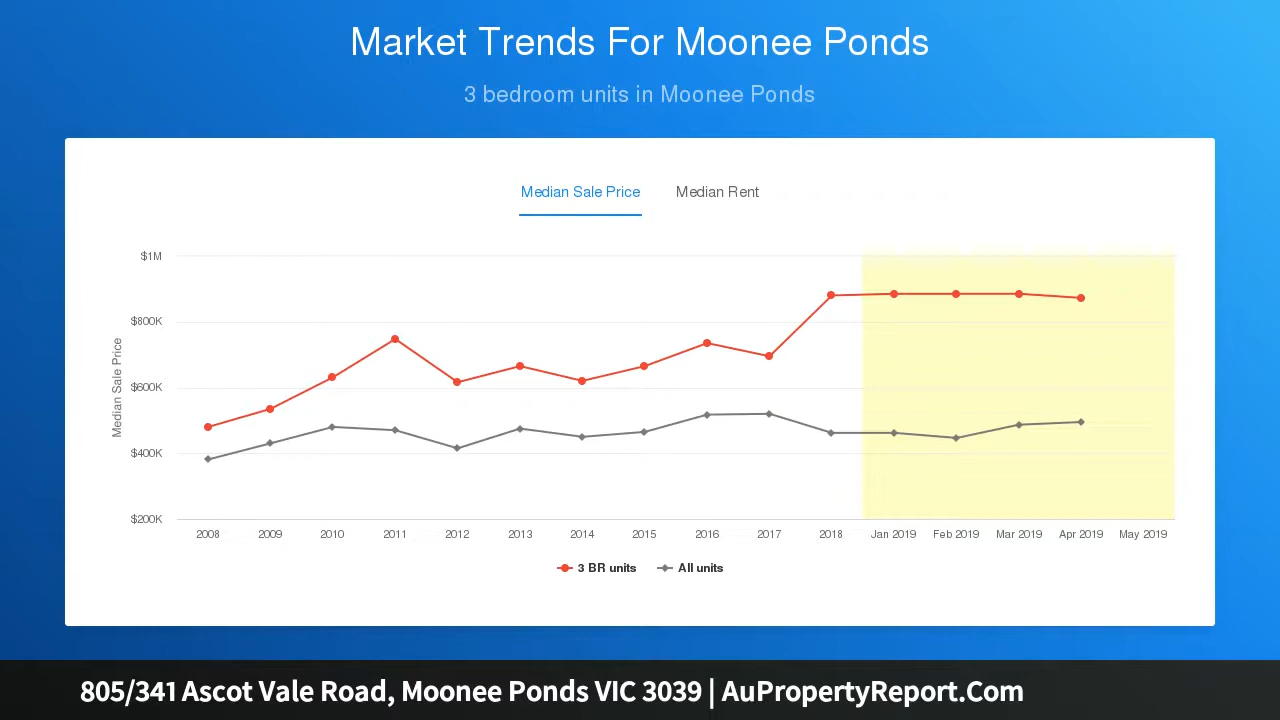 Market Trends For Moonee Ponds
3 bedroom units in Moonee Ponds
Median Sale Price Median Rent
$1M
$800K
$600K
$400K
$200K
Median Sale Price
2008 2009 2010 2011 2012 2013 2014 2015 2016 2017 2018 Jan 2019 Feb 2019 Mar 2019 Apr 2019 May 2019
3 BR units All units
805/341 Ascot Vale Road, Moonee Ponds VIC 3039 | AuPropertyReport.Com